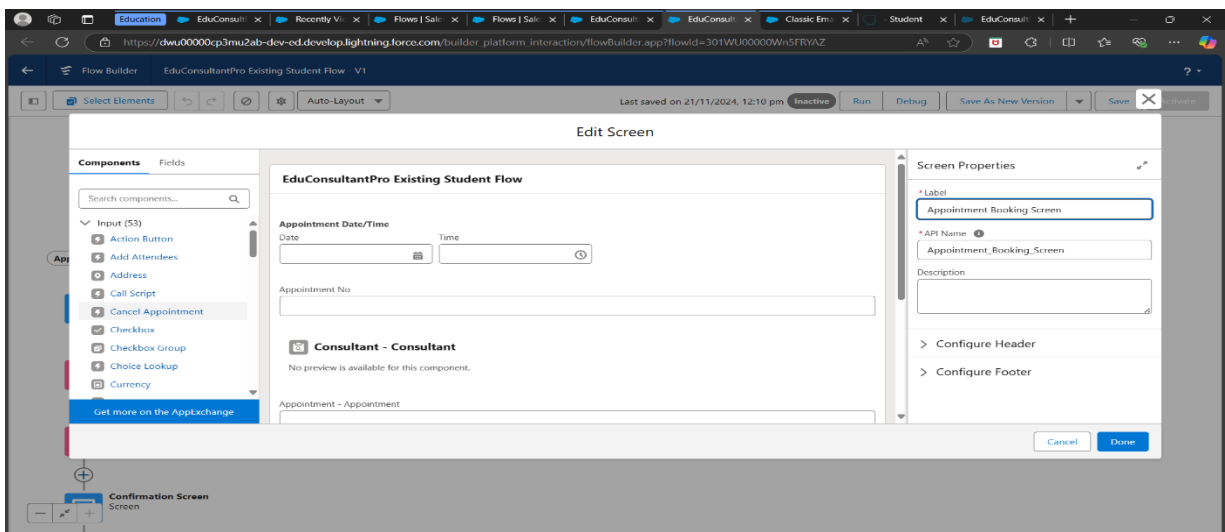 Education
EduConsult
Recently Vi
Flows | Sale
Flows | Sale
EduConsult
EduConsult
Classic Ema
- Student
EduConsult
https://dwu00000cp3mu2ab-dev-ed.develop.lightning.force.com/builder_platform_interaction/flowBuilder.app?flowId=301WU00000Wn5FRYAZ
Flow Builder
EduConsultantPro Existing Student Flow - V1
?
Select Elements
Auto-Layout
Last saved on 21/11/2024, 12:10 pm
Inactive
Run
Debug
Save As New Version
Save
Activate
Edit Screen
Components
Fields
Search components...
Input (53)
Action Button
Add Attendees
Address
Call Script
Cancel Appointment
Checkbox
Checkbox Group
Choice Lookup
Currency
Get more on the AppExchange
EduConsultantPro Existing Student Flow
Appointment Date/Time
Date
Time
Appointment No
Consultant - Consultant
No preview is available for this component.
Appointment - Appointment
Screen Properties
* Label
Appointment Booking Screen
* API Name
Appointment_Booking_Screen
Description
Configure Header
Configure Footer
Cancel
Done
App
Confirmation Screen
Screen